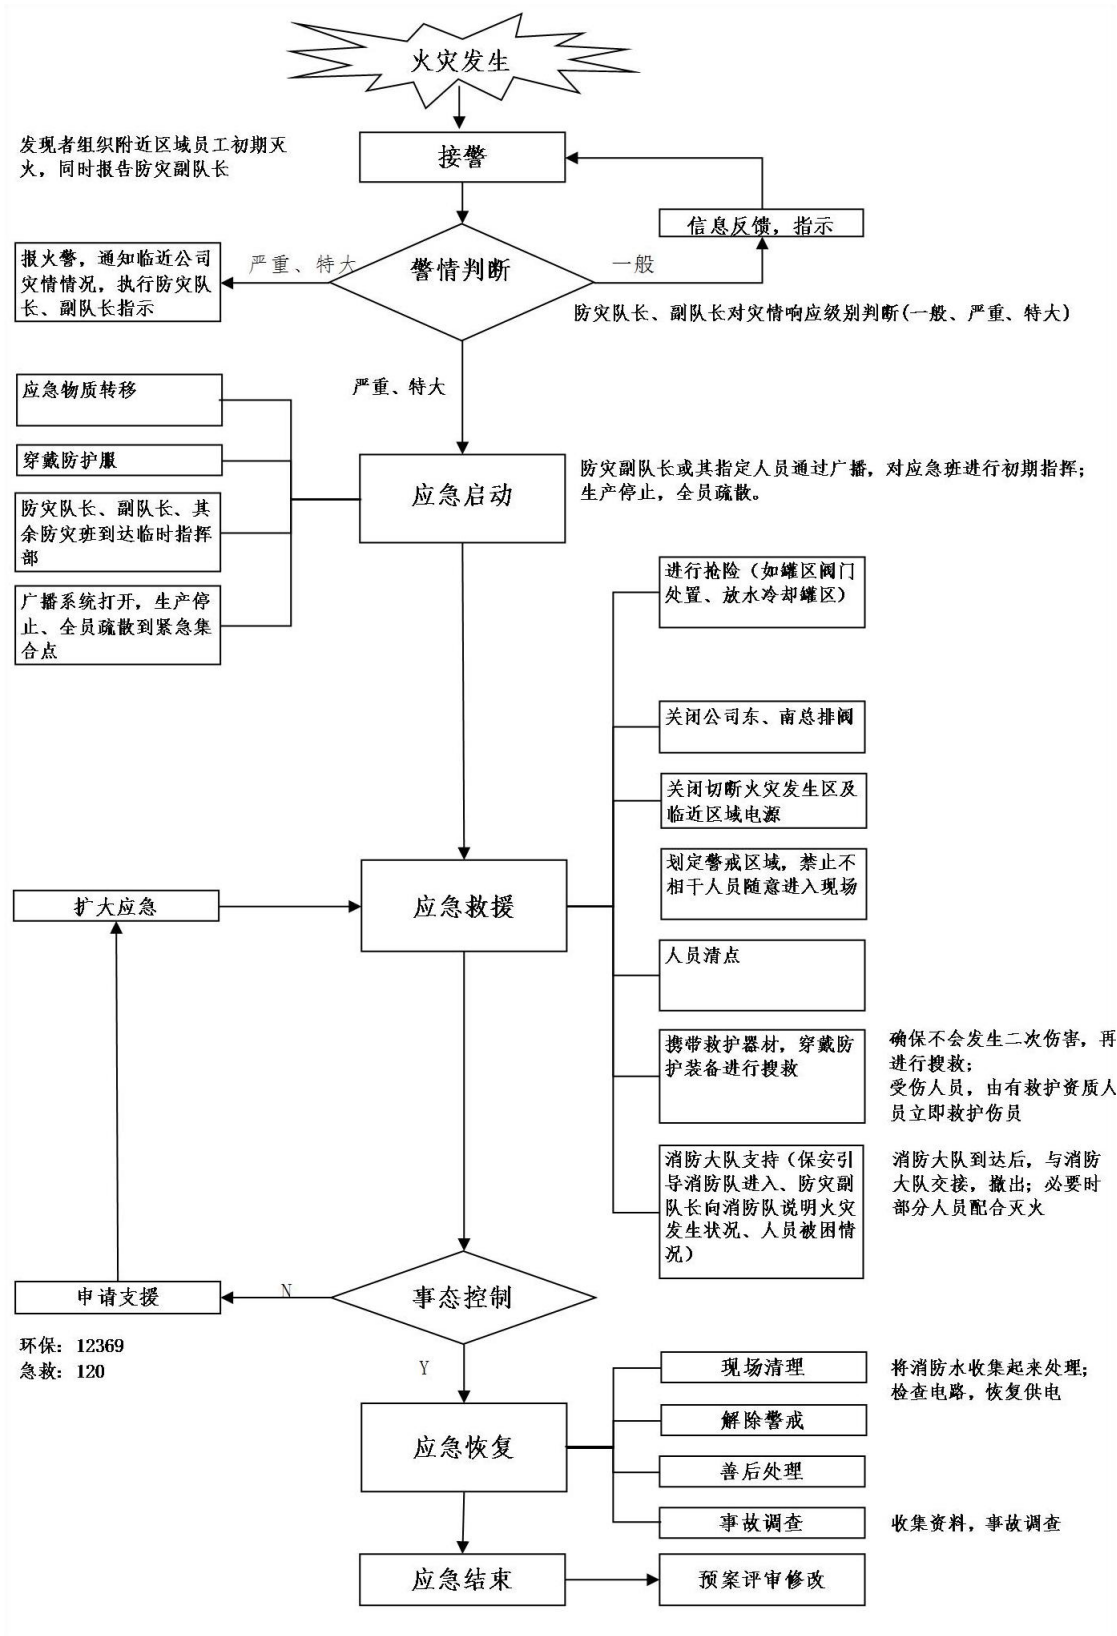 火灾发生
发现者组织附近区域员工初期灭
火，同时报告防灾副队长
接警
信息反馈，指示
报火警，通知临近公司
灾情情况，执行防灾队
长、副队长指示
严重、特大
警情判断
一般
防灾队长、副队长对灾情响应级别判断(一般、严重、特大)
严重、特大
应急物质转移
穿戴防护服
防灾队长、副队长、其
余防灾班到达临时指挥
部
广播系统打开，生产停
止、全员疏散到紧急集
合点
应急启动
防灾副队长或其指定人员通过广播，对应急班进行初期指挥；
生产停止，全员疏散。
进行抢险（如罐区阀门
处置、放水冷却罐区）
关闭公司东、南总排阀
关闭切断火灾发生区及
临近区域电源
划定警戒区域，禁止不
相干人员随意进入现场
扩大应急
应急救援
人员清点
携带救护器材，穿戴防
护装备进行搜救
确保不会发生二次伤害，再
进行搜救；
受伤人员，由有救护资质人
员立即救护伤员
消防大队支持（保安引
导消防队进入、防灾副
队长向消防队说明火灾
发生状况、人员被困情
况）
消防大队到达后，与消防
大队交接，撤出；必要时
部分人员配合灭火
申请支援
N
事态控制
环保：12369
急救：120
Y
现场清理
将消防水收集起来处理；
检查电路，恢复供电
解除警戒
应急恢复
善后处理
事故调查
收集资料，事故调查
应急结束
预案评审修改